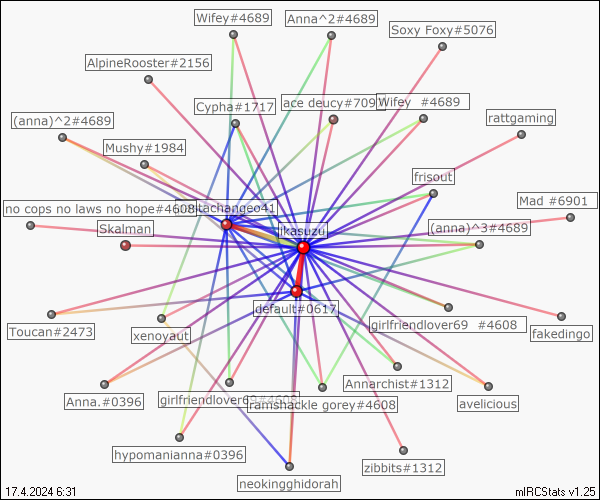 Wifey#4689
Anna^2#4689
Soxy Foxy#5076
AlpineRooster#2156
Cypha#1717
ace deucy#709
Wifey #4689
(anna)^2#4689
rattgaming
Mushy#1984
frisout
Mad #6901
no cops no laws no hope#4608
tachangeo41
(anna)^3#4689
Skalman
ikasuzu
default#0617
Toucan#2473
xenoyaut
girlfriendlover69 #4608
fakedingo
Annarchist#1312
Anna.#0396
girlfriendlover69#4608
ramshackle gorey#4608
avelicious
hypomanianna#0396
zibbits#1312
neokingghidorah
17.4.2024 6:31
mIRCStats v1.25